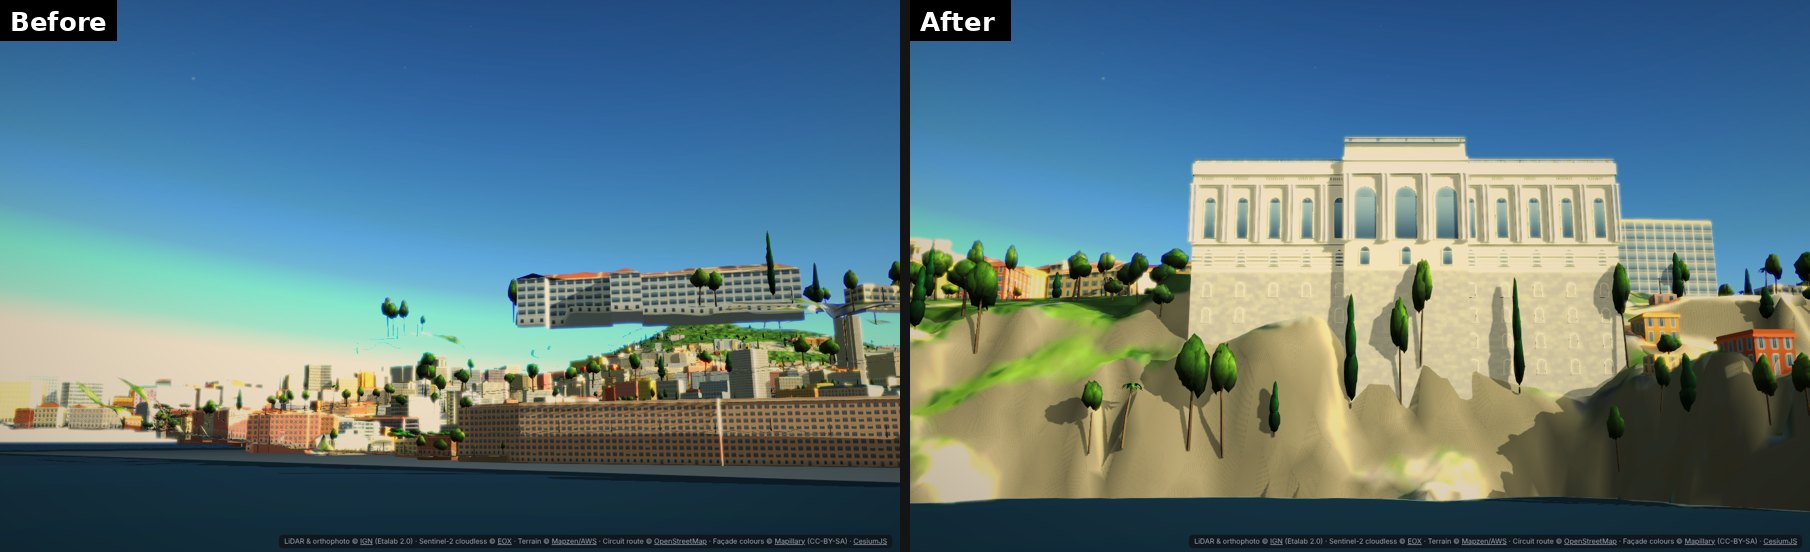 Before
After
LiDAR & orthophoto © IGN (Etalab 2.0) · Sentinel-2 cloudless © EOX · Terrain © Mapzen/AWS · Circuit route © OpenStreetMap · Façade colours © Mapillary (CC-BY-SA) · CesiumJS
LiDAR & orthophoto © IGN (Etalab 2.0) · Sentinel-2 cloudless © EOX · Terrain © Mapzen/AWS · Circuit route © OpenStreetMap · Façade colours © Mapillary (CC-BY-SA) · CesiumJS